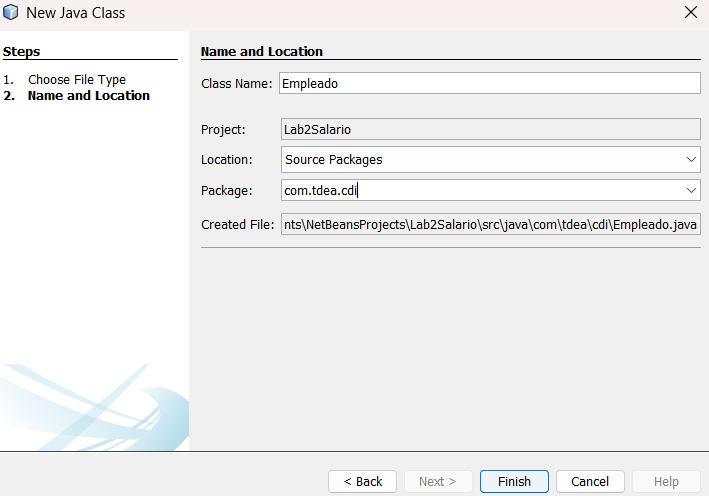 New Java Class
Steps
1. Choose File Type
2. Name and Location
Name and Location
Class Name: Empleado
Project: Lab2Salario
Location: Source Packages
Package: com.tdea.cdi
Created File: nts\NetBeansProjects\Lab2Salario\src\java\com\tdea\cdi\Empleado.java
< Back Next > Finish Cancel Help